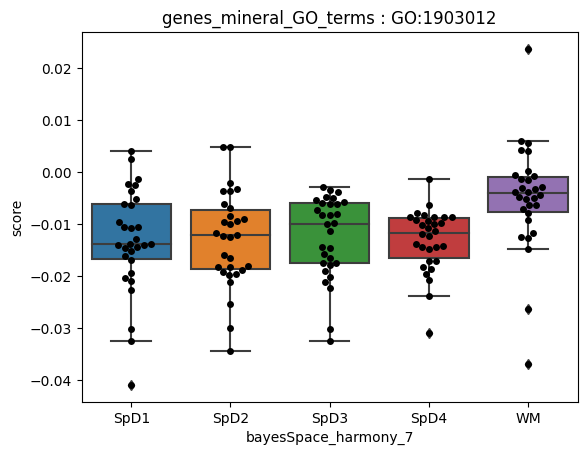 genes_mineral_GO_terms : GO:1903012
0.02
0.01
0.00
−0.01
−0.02
−0.03
−0.04
score
SpD1 SpD2 SpD3 SpD4 WM
bayesSpace_harmony_7